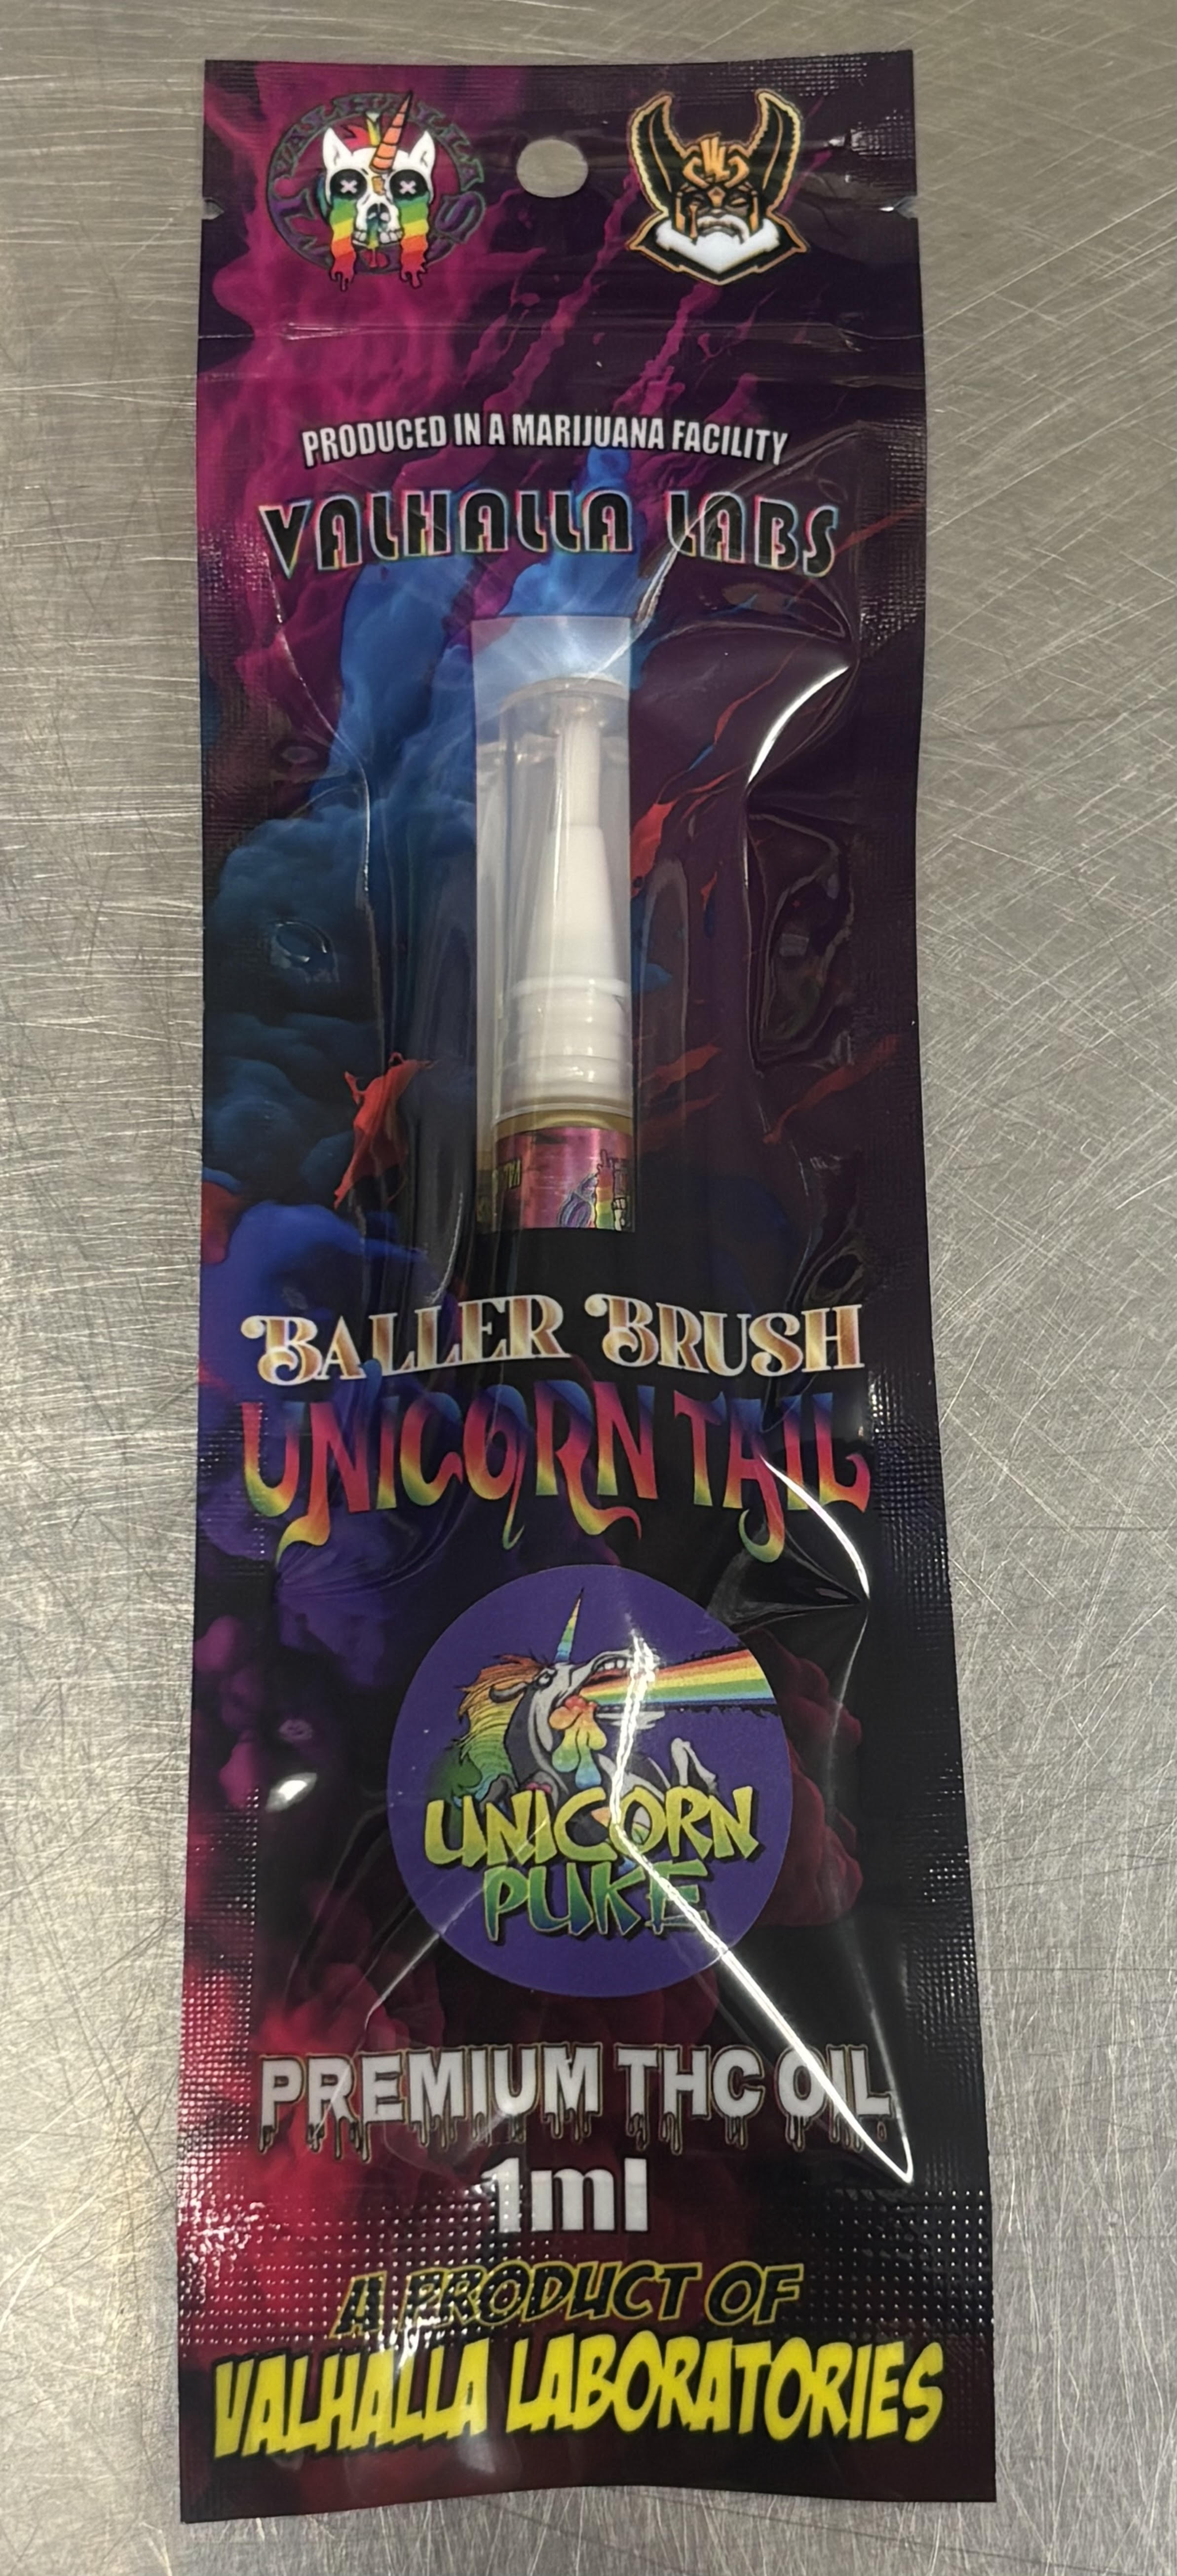 PRODUCED IN A MARIJUANA FACILITY
VALHALLA LABS
BALLER BRUSH
UNICORN TAIL
UNICORN
PUKE
PREMIUM THC OIL
1ml
A PRODUCT OF
VALHALLA LABORATORIES